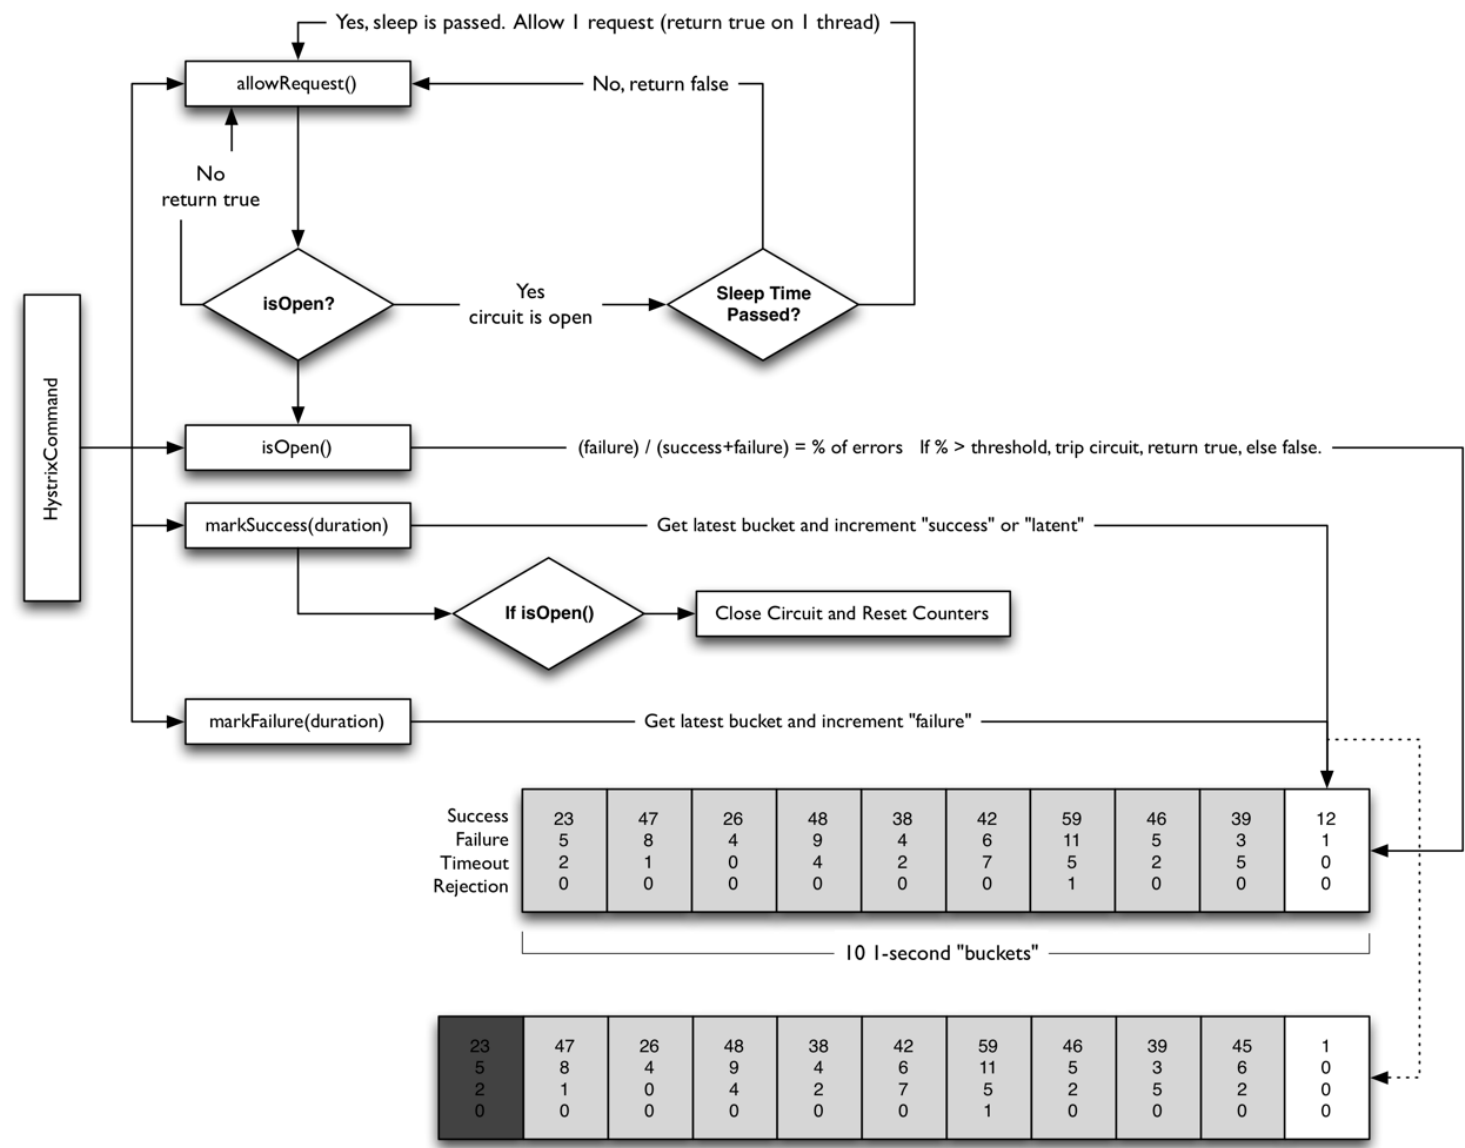 Yes, sleep is passed. Allow 1 request (return true on 1 thread)
allowRequest()
No, return false
No
return true
isOpen?
Yes
circuit is open
Sleep Time
Passed?
HystrixCommand
isOpen()
(failure) / (success+failure) = % of errors If % > threshold, trip circuit, return true, else false.
markSuccess(duration)
Get latest bucket and increment "success" or "latent"
If isOpen()
Close Circuit and Reset Counters
markFailure(duration)
Get latest bucket and increment "failure"
Success 23 47 26 48 38 42 59 46 39 12
Failure 5 8 4 9 4 6 11 5 3 1
Timeout 2 1 0 4 2 7 5 2 5 0
Rejection 0 0 0 0 0 0 1 0 0 0
10 1-second "buckets"
23 47 26 48 38 42 59 46 39 45 1
5 8 4 9 4 6 11 5 3 6 0
2 1 0 4 2 7 5 2 5 2 0
0 0 0 0 0 0 1 0 0 0 0